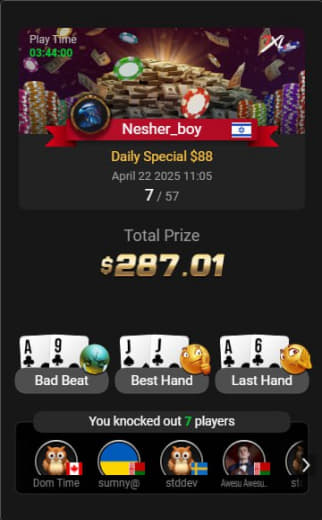 Play Time
03:44:00
XL
Nesher_boy
Daily Special $88
April 22 2025 11:05
7 / 57
Total Prize
$287.01
A 9 J J A 6
Bad Beat Best Hand Last Hand
You knocked out 7 players
Dom Time sumny@ stddev Awesu Awesu.. std